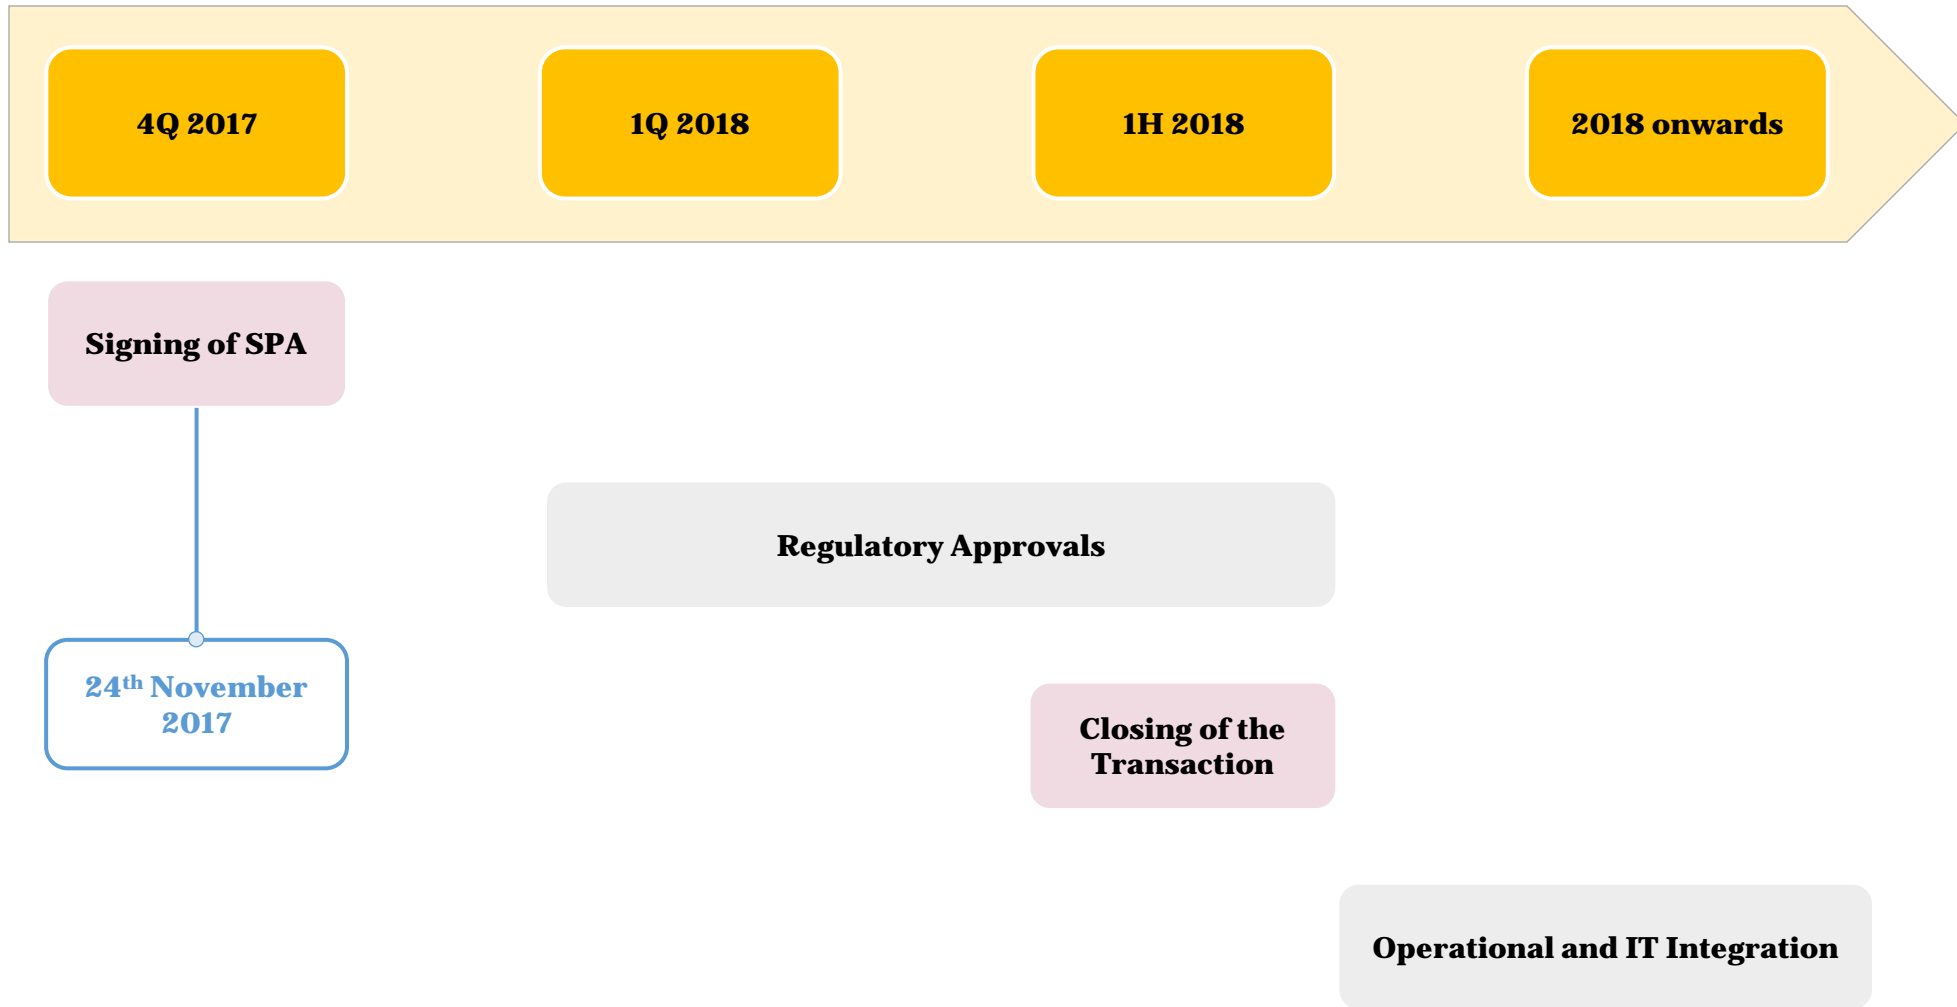 4Q 2017
1Q 2018
1H 2018
2018 onwards
Signing of SPA
Regulatory Approvals
24th November
2017
Closing of the
Transaction
Operational and IT Integration